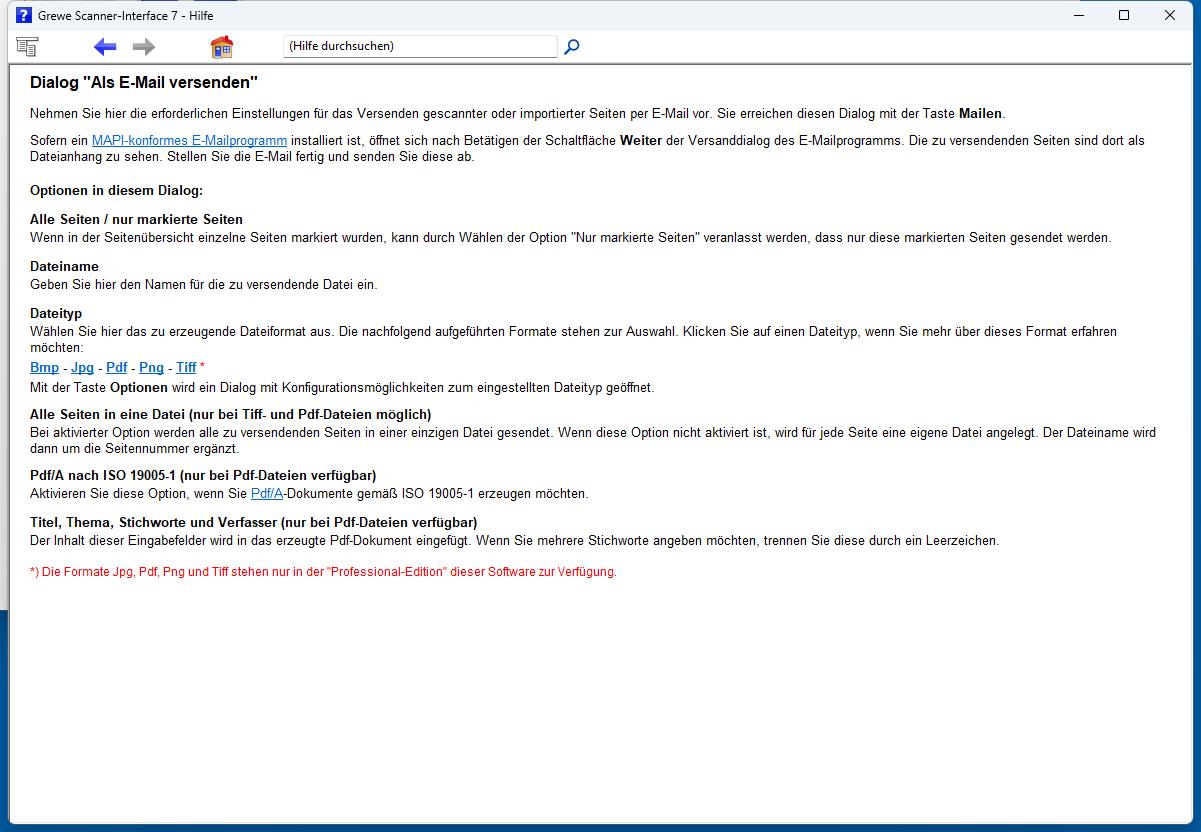 Grewe Scanner-Interface 7 - Hilfe
(Hilfe durchsuchen)
Dialog "Als E-Mail versenden"
Nehmen Sie hier die erforderlichen Einstellungen für das Versenden gescannter oder importierter Seiten per E-Mail vor. Sie erreichen diesen Dialog mit der Taste Mailen.
Sofern ein MAPI-konformes E-Mailprogramm installiert ist, öffnet sich nach Betätigen der Schaltfläche Weiter der Versanddialog des E-Mailprogramms. Die zu versendenden Seiten sind dort als
Dateianhang zu sehen. Stellen Sie die E-Mail fertig und senden Sie diese ab.
Optionen in diesem Dialog:
Alle Seiten / nur markierte Seiten
Wenn in der Seitenübersicht einzelne Seiten markiert wurden, kann durch Wählen der Option "Nur markierte Seiten" veranlasst werden, dass nur diese markierten Seiten gesendet werden.
Dateiname
Geben Sie hier den Namen für die zu versendende Datei ein.
Dateityp
Wählen Sie hier das zu erzeugende Dateiformat aus. Die nachfolgend aufgeführten Formate stehen zur Auswahl. Klicken Sie auf einen Dateityp, wenn Sie mehr über dieses Format erfahren
möchten:
Bmp - Jpg - Pdf - Png - Tiff *
Mit der Taste Optionen wird ein Dialog mit Konfigurationsmöglichkeiten zum eingestellten Dateityp geöffnet.
Alle Seiten in eine Datei (nur bei Tiff- und Pdf-Dateien möglich)
Bei aktivierter Option werden alle zu versendenden Seiten in einer einzigen Datei gesendet. Wenn diese Option nicht aktiviert ist, wird für jede Seite eine eigene Datei angelegt. Der Dateiname wird
dann um die Seitennummer ergänzt.
Pdf/A nach ISO 19005-1 (nur bei Pdf-Dateien verfügbar)
Aktivieren Sie diese Option, wenn Sie Pdf/A-Dokumente gemäß ISO 19005-1 erzeugen möchten.
Titel, Thema, Stichworte und Verfasser (nur bei Pdf-Dateien verfügbar)
Der Inhalt dieser Eingabefelder wird in das erzeugte Pdf-Dokument eingefügt. Wenn Sie mehrere Stichworte angeben möchten, trennen Sie diese durch ein Leerzeichen.
*) Die Formate Jpg, Pdf, Png und Tiff stehen nur in der "Professional-Edition" dieser Software zur Verfügung.